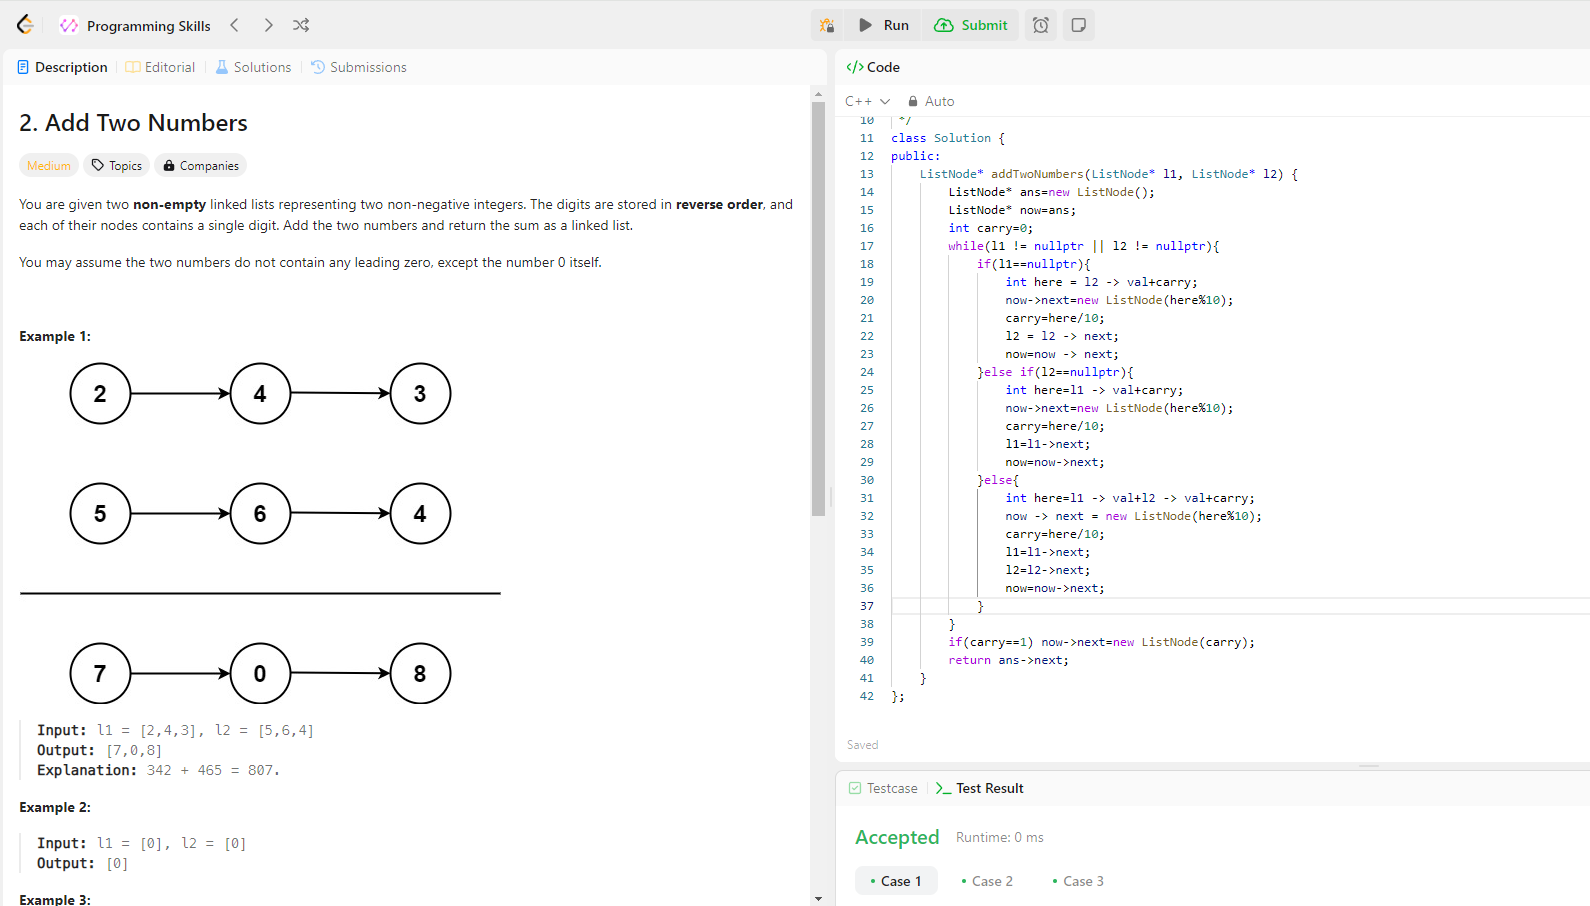 Programming Skills
Run
Submit
Description
Editorial
Solutions
Submissions
2. Add Two Numbers
Medium
Topics
Companies
You are given two non-empty linked lists representing two non-negative integers. The digits are stored in reverse order, and
each of their nodes contains a single digit. Add the two numbers and return the sum as a linked list.
You may assume the two numbers do not contain any leading zero, except the number 0 itself.
Example 1:
2 4 3
5 6 4
7 0 8
Input: l1 = [2,4,3], l2 = [5,6,4]
Output: [7,0,8]
Explanation: 342 + 465 = 807.
Example 2:
Input: l1 = [0], l2 = [0]
Output: [0]
Example 3:
</> Code
C++ Auto
10 */
11 class Solution {
12 public:
13 ListNode* addTwoNumbers(ListNode* l1, ListNode* l2) {
14 ListNode* ans=new ListNode();
15 ListNode* now=ans;
16 int carry=0;
17 while(l1 != nullptr || l2 != nullptr){
18 if(l1==nullptr){
19 int here = l2 -> val+carry;
20 now->next=new ListNode(here%10);
21 carry=here/10;
22 l2 = l2 -> next;
23 now=now -> next;
24 }else if(l2==nullptr){
25 int here=l1 -> val+carry;
26 now->next=new ListNode(here%10);
27 carry=here/10;
28 l1=l1->next;
29 now=now->next;
30 }else{
31 int here=l1 -> val+l2 -> val+carry;
32 now -> next = new ListNode(here%10);
33 carry=here/10;
34 l1=l1->next;
35 l2=l2->next;
36 now=now->next;
37 }
38 }
39 if(carry==1) now->next=new ListNode(carry);
40 return ans->next;
41 }
42 };
Saved
Testcase
Test Result
Accepted Runtime: 0 ms
• Case 1 • Case 2 • Case 3